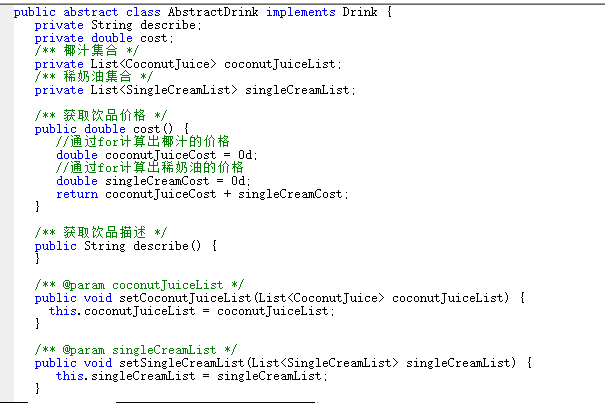 public abstract class AbstractDrink implements Drink {
private String describe;
private double cost;
/** 椰汁集合 */
private List<CoconutJuice> coconutJuiceList;
/** 稀奶油集合 */
private List<SingleCreamList> singleCreamList;
/** 获取饮品价格 */
public double cost() {
//通过for计算出椰汁的价格
double coconutJuiceCost = 0d;
//通过for计算出稀奶油的价格
double singleCreamCost = 0d;
return coconutJuiceCost + singleCreamCost;
}
/** 获取饮品描述 */
public String describe() {
}
/** @param coconutJuiceList */
public void setCoconutJuiceList(List<CoconutJuice> coconutJuiceList) {
this.coconutJuiceList = coconutJuiceList;
}
/** @param singleCreamList */
public void setSingleCreamList(List<SingleCreamList> singleCreamList) {
this.singleCreamList = singleCreamList;
}